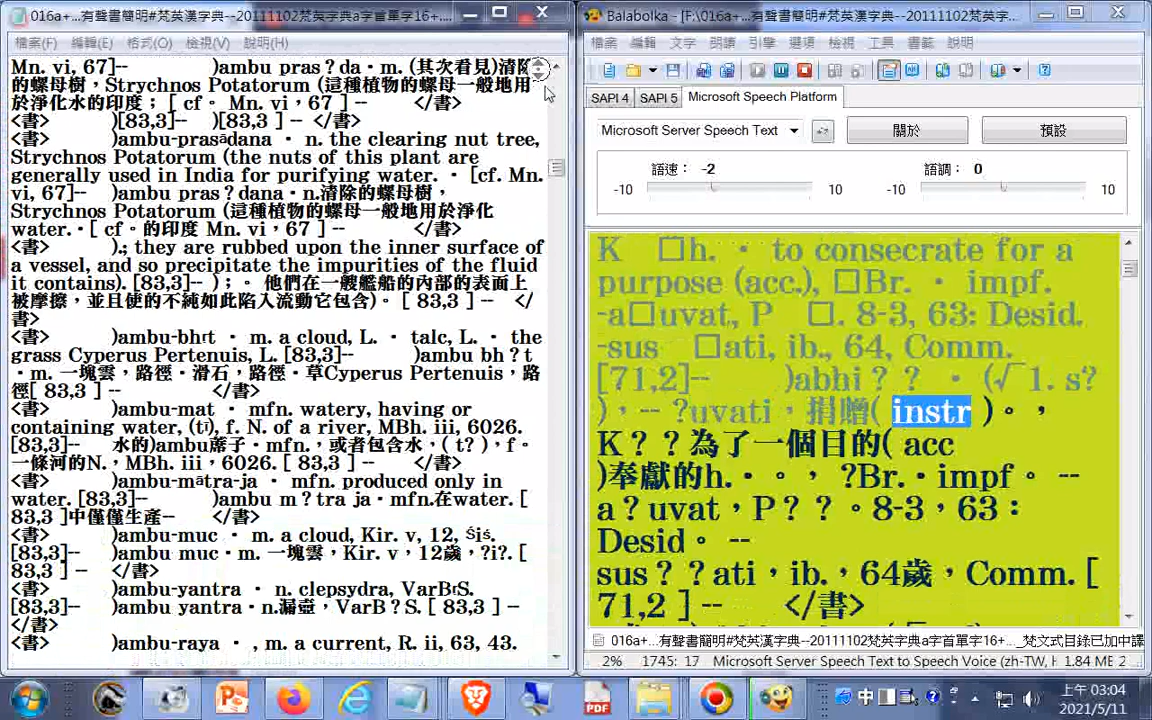 016a+...有聲書簡明#梵英漢字典--20111102梵英字典a字首單字16+...
檔案(F) 編輯(E) 格式(O) 檢視(V) 說明(H)
Mn. vi, 67]-- )ambu pras ? da · m. (其次看見)清除
的螺母樹，Strychnos Potatorum (這種植物的螺母一般地用
於淨化水的印度； [ cf 。 Mn. vi，67 ] -- </書>
<書> )[83,3]-- )[83,3 ] -- </書>
<書> )ambu-prasādana · n. the clearing nut tree,
Strychnos Potatorum (the nuts of this plant are
generally used in India for purifying water. · [cf. Mn.
vi, 67]-- )ambu pras ? dana · n.清除的螺母樹，
Strychnos Potatorum (這種植物的螺母一般地用於淨化
water. · [ cf 。的印度 Mn. vi，67 ] -- </書>
<書> ).; they are rubbed upon the inner surface of
a vessel, and so precipitate the impurities of the fluid
it contains). [83,3]-- )；。 他們在一艘艦船的內部的表面上
被摩擦，並且使的不純如此陷入流動它包含)。 [ 83,3 ] -- </
書>
<書> )ambu-bhṛt · m. a cloud, L. · talc, L. · the
grass Cyperus Pertenuis, L. [83,3]-- )ambu bh ? t
· m. 一塊雲，路徑 · 滑石，路徑 · 草Cyperus Pertenuis，路
徑[ 83,3 ] -- </書>
<書> )ambu-mat · mfn. watery, having or
containing water, (tī), f. N. of a river, MBh. iii, 6026.
[83,3]-- 水的)ambu蓆子 · mfn.，或者包含水，( t? )，f 。
一條河的N.，MBh. iii，6026. [ 83,3 ] -- </書>
<書> )ambu-mātra-ja · mfn. produced only in
water. [83,3]-- )ambu m ? tra ja · mfn.在water. [
83,3 ]中僅僅生產-- </書>
<書> )ambu-muc · m. a cloud, Kir. v, 12, Śiś.
[83,3]-- )ambu muc · m. 一塊雲，Kir. v，12歲，?i?. [
83,3 ] -- </書>
<書> )ambu-yantra · n. clepsydra, VarBṛS.
[83,3]-- )ambu yantra · n.漏壺，VarB ? S. [ 83,3 ] --
</書>
<書> )ambu-raya · , m. a current, R. ii, 63, 43.
Balabolka - [F:\016a+...有聲書簡明#梵英漢字典--20111102梵英字...
檔案 編輯 文字 朗讀 引擎 選項 檢視 工具 書籤 說明
SAPI 4 SAPI 5 Microsoft Speech Platform
Microsoft Server Speech Text 關於 預設
語速： -2 語調： 0
-10 10 -10 10
K □h. · to consecrate for a
purpose (acc.), □Br. · impf.
-a□uvat, P □. 8-3, 63: Desid.
-sus □ati, ib., 64, Comm.
[71,2]-- )abhi ? ? · (√ 1. s?
)，-- ?uvati，捐贈( instr )。，
K ? ? 為了一個目的( acc
)奉獻的h. · 。， ?Br. · impf 。 --
a ? uvat，P ? ? 。8-3，63：
Desid 。 --
sus ? ? ati，ib.，64歲，Comm. [
71,2 ] -- </書>
016a+...有聲書簡明#梵英漢字典--20111102梵英字典a字首單字16+..._梵文式目錄已加中譯
2% 1745: 17 Microsoft Server Speech Text to Speech Voice (zh-TW, H 1.84 MB 2
中 上午 03:04
2021/5/11